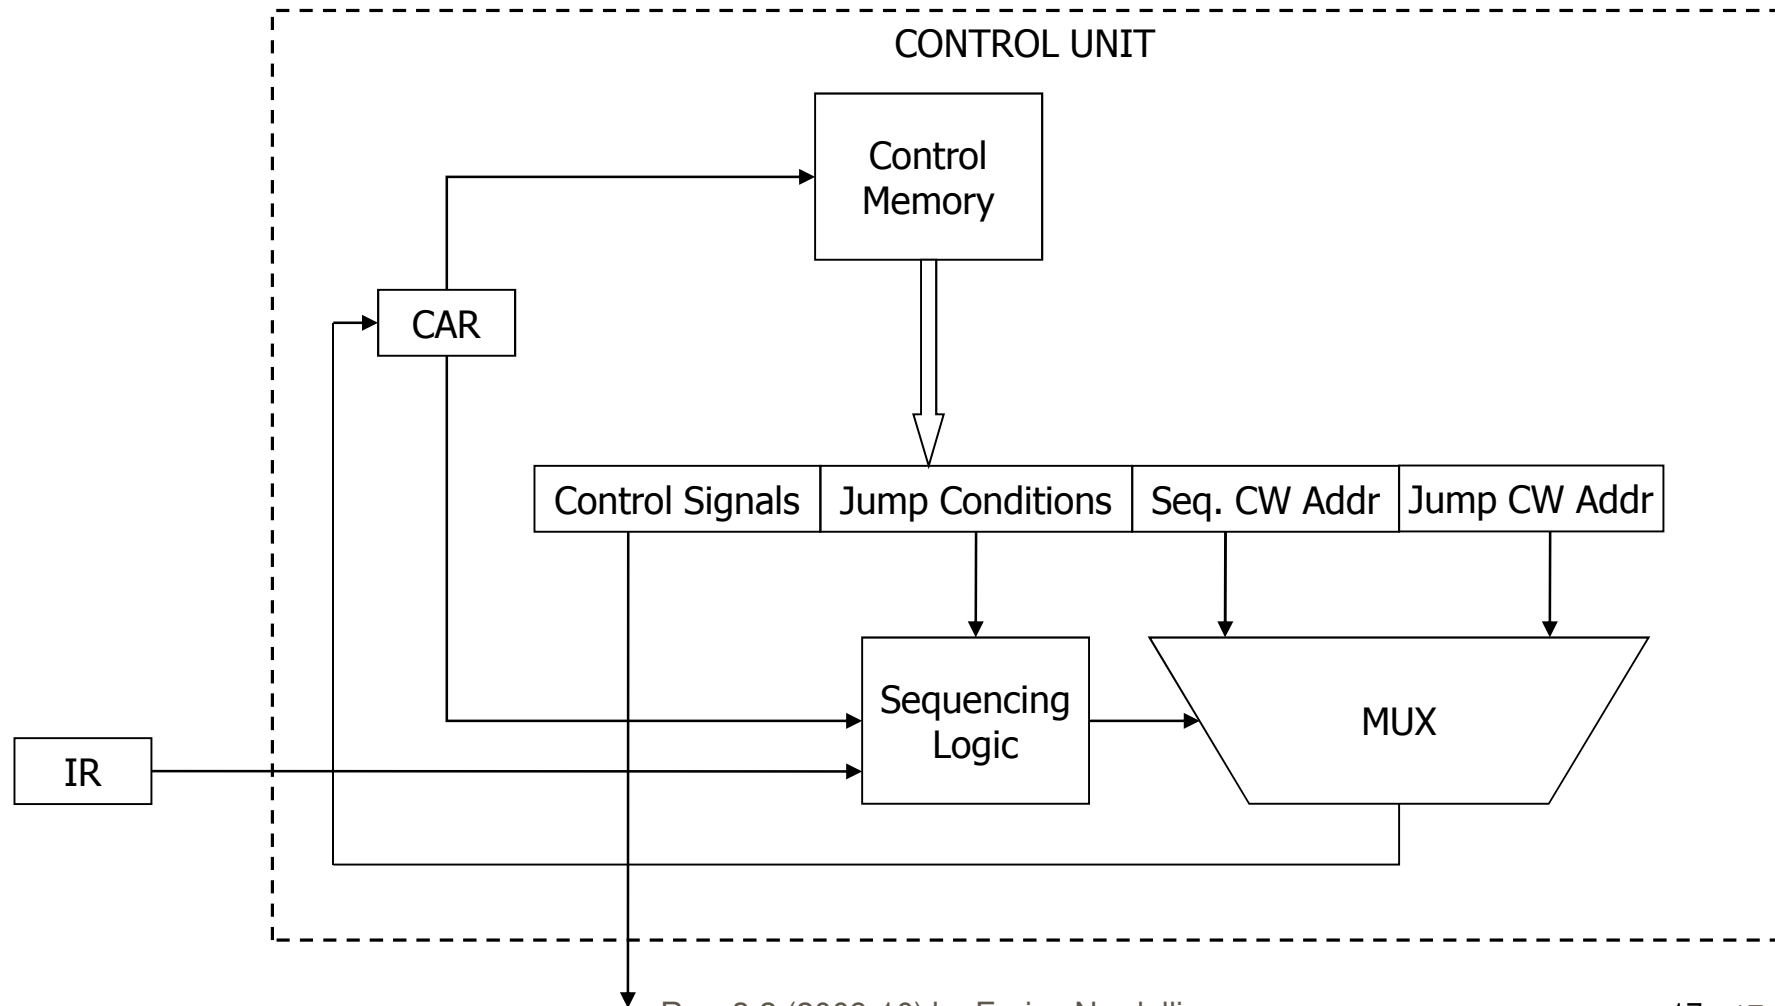 CONTROL UNIT
Control
Memory
CAR
Control Signals
Jump Conditions
Seq. CW Addr
Jump CW Addr
Sequencing
Logic
MUX
IR